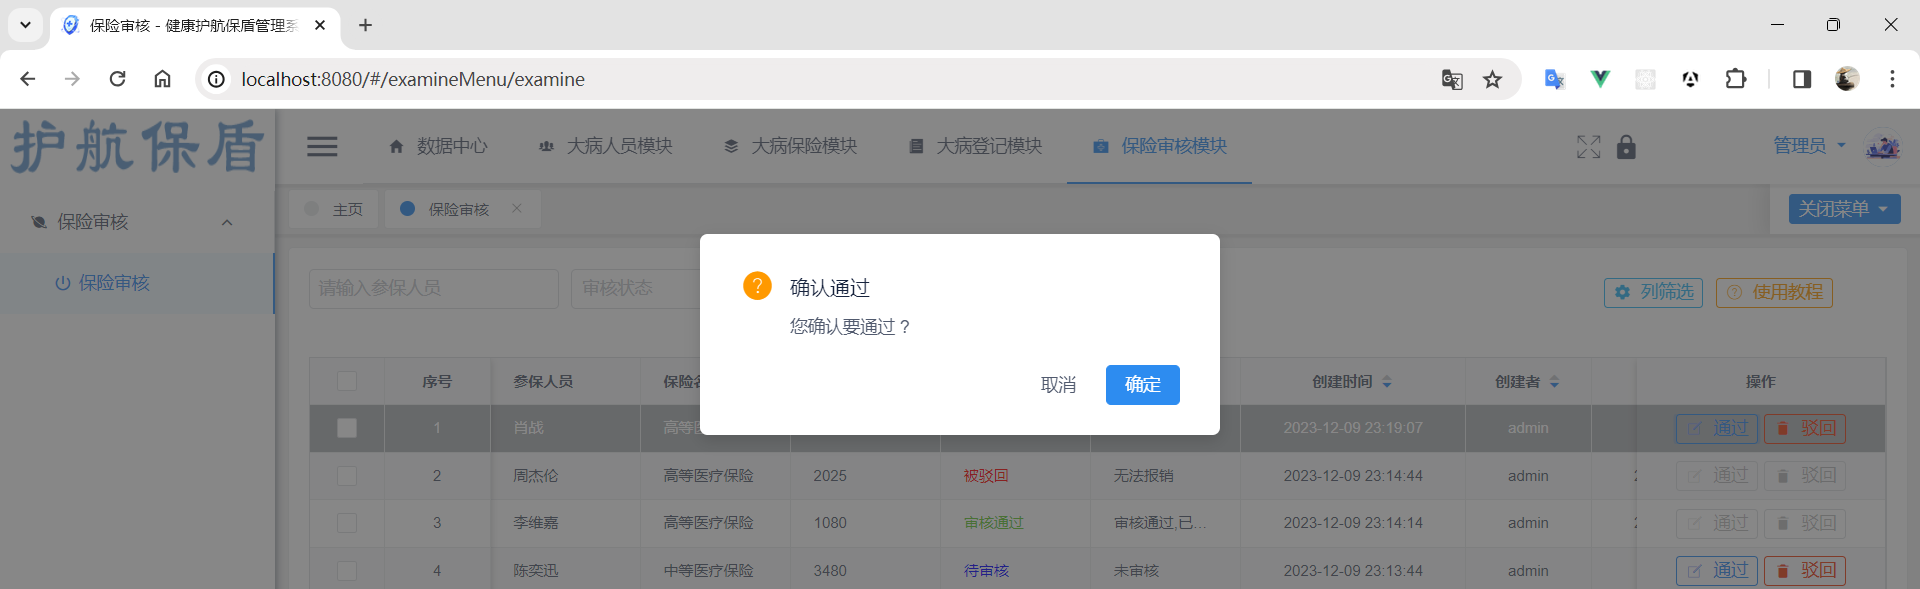 保险审核 - 健康护航保盾管理系
localhost:8080/#/examineMenu/examine
护航保盾
数据中心 大病人员模块 大病保险模块 大病登记模块 保险审核模块 管理员
保险审核
保险审核
主页 保险审核 关闭菜单
请输入参保人员 审核状态 列筛选 使用教程
确认通过
您确认要通过？
取消 确定
序号 参保人员 保险 创建时间 创建者 操作
1 肖战 高等 2023-12-09 23:19:07 admin 通过 驳回
2 周杰伦 高等医疗保险 2025 被驳回 无法报销 2023-12-09 23:14:44 admin 通过 驳回
3 李维嘉 高等医疗保险 1080 审核通过 审核通过,已... 2023-12-09 23:14:14 admin 通过 驳回
4 陈奕迅 中等医疗保险 3480 待审核 未审核 2023-12-09 23:13:44 admin 通过 驳回